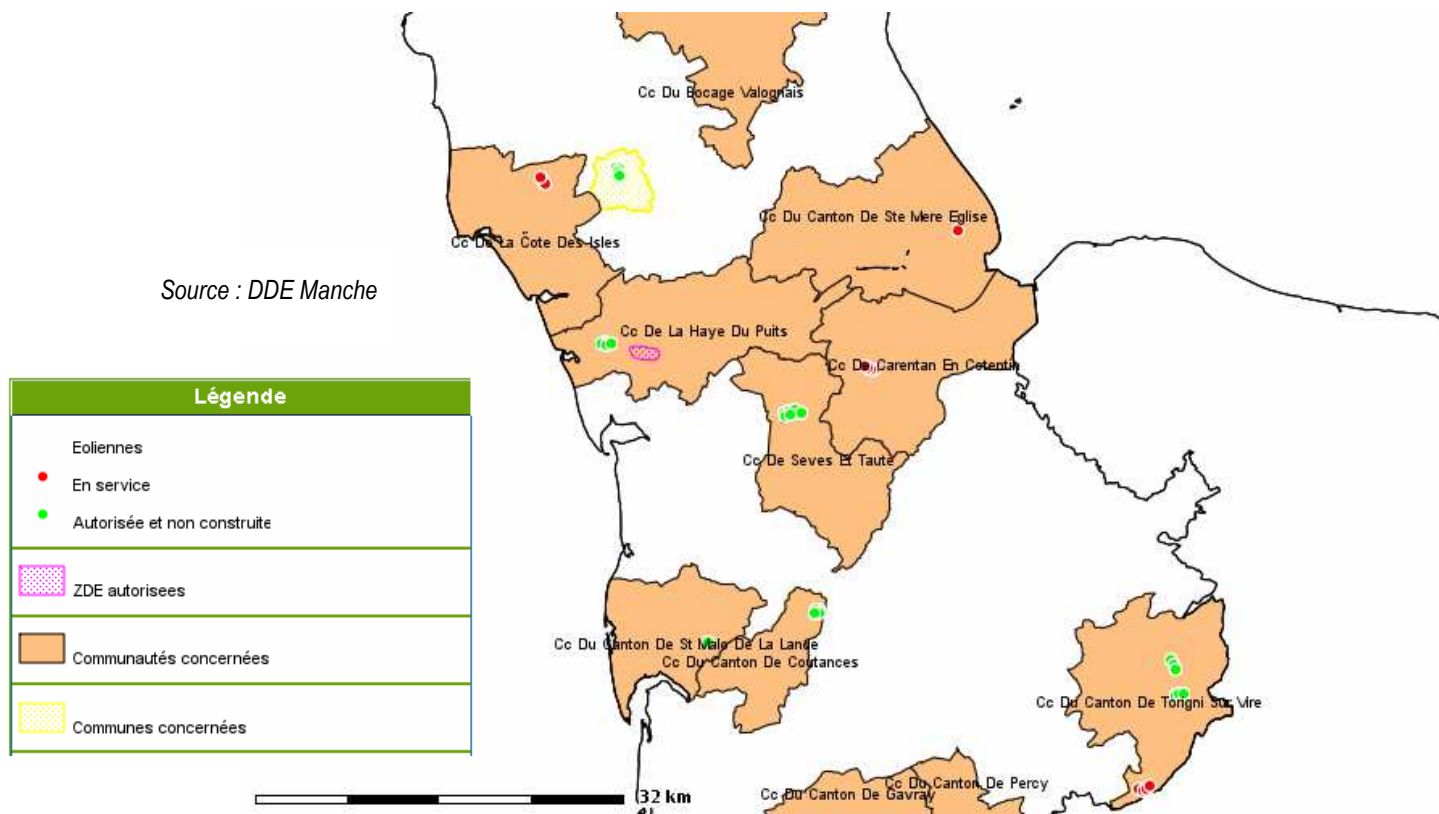 Cc Du Bocage Valognais
Cc Du Canton De Ste Mere Eglise
Cc De La Cote Des Isles
Source : DDE Manche
Cc De La Haye Du Puits
Cc De Carentan En Cotentin
Légende
Eoliennes
En service
Autorisée et non construite
ZDE autorisees
Communautés concernées
Communes concernées
Cc De Seves Et Taute
Cc Du Canton De St Malo De La Lande
Cc Du Canton De Coutances
Cc Du Canton De Torigni Sur Vire
Cc Du Canton De Percy
Cc Du Canton De Gavray
32 km